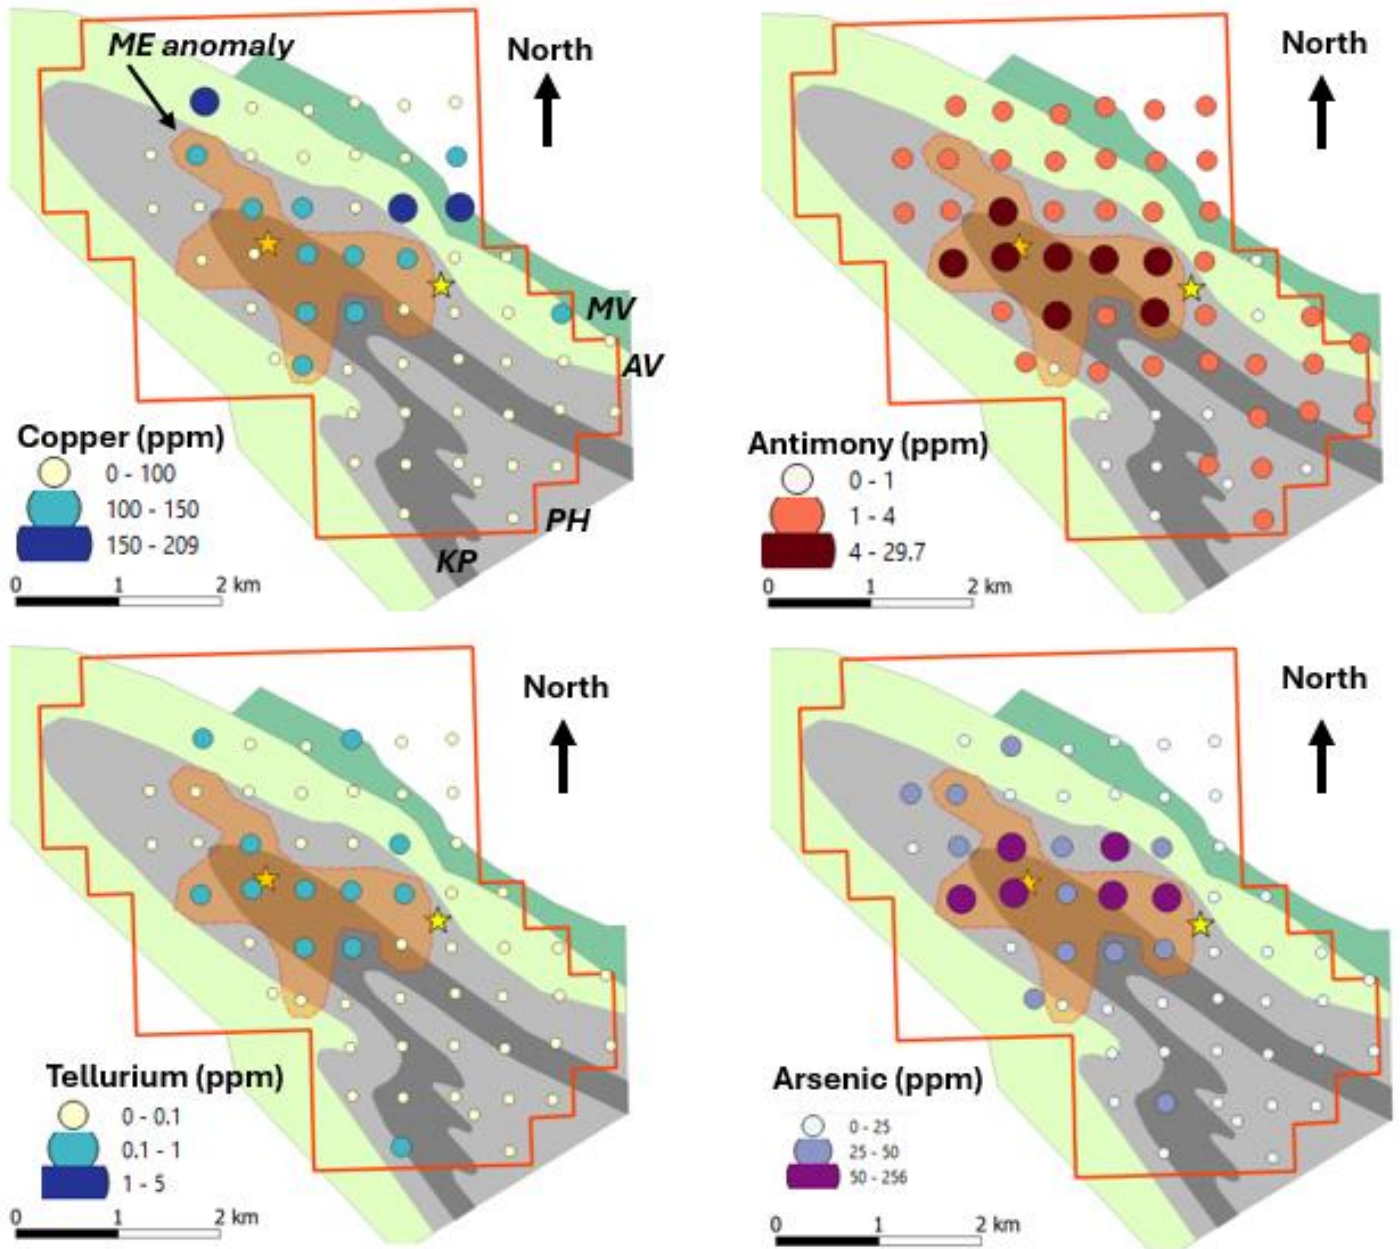 ME anomaly
North
MV
AV
PH
KP
Copper (ppm)
0 - 100
100 - 150
150 - 209
0 1 2 km
North
Antimony (ppm)
0 - 1
1 - 4
4 - 29.7
0 1 2 km
North
Tellurium (ppm)
0 - 0.1
0.1 - 1
1 - 5
0 1 2 km
North
Arsenic (ppm)
0 - 25
25 - 50
50 - 256
0 1 2 km